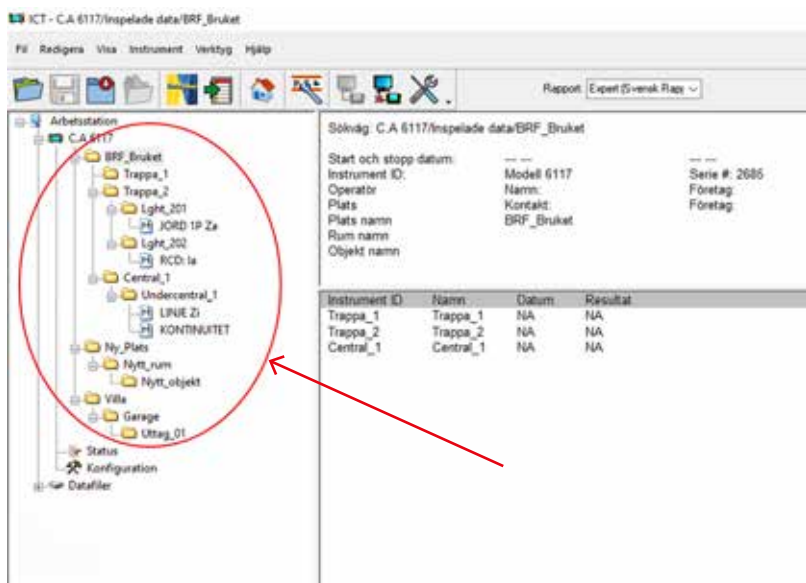 ICT - C.A 6117/Inspelade data/BRF_Bruket
Fil Redigera Visa Instrument Verktyg Hjälp
Rapport: Expert (Svensk Rapp
Arbetsstation
C.A 6117
BRF_Bruket
Trappa_1
Trappa_2
Lght_201
JORD 1P Za
Lght_202
RCD: Ia
Central_1
Undercentral_1
LINJE Zi
KONTINUITET
Ny_Plats
Nytt_rum
Nytt_objekt
Villa
Garage
Uttag_01
Status
Konfiguration
Datafiler
Sökväg: C.A 6117/Inspelade data/BRF_Bruket
Start och stopp datum: -- -- -- --
Instrument ID: Modell 6117 Serie #: 2685
Operatör Namn: Företag:
Plats Kontakt: Företag:
Plats namn BRF_Bruket
Rum namn
Objekt namn
Instrument ID Namn Datum Resultat
Trappa_1 Trappa_1 NA NA
Trappa_2 Trappa_2 NA NA
Central_1 Central_1 NA NA